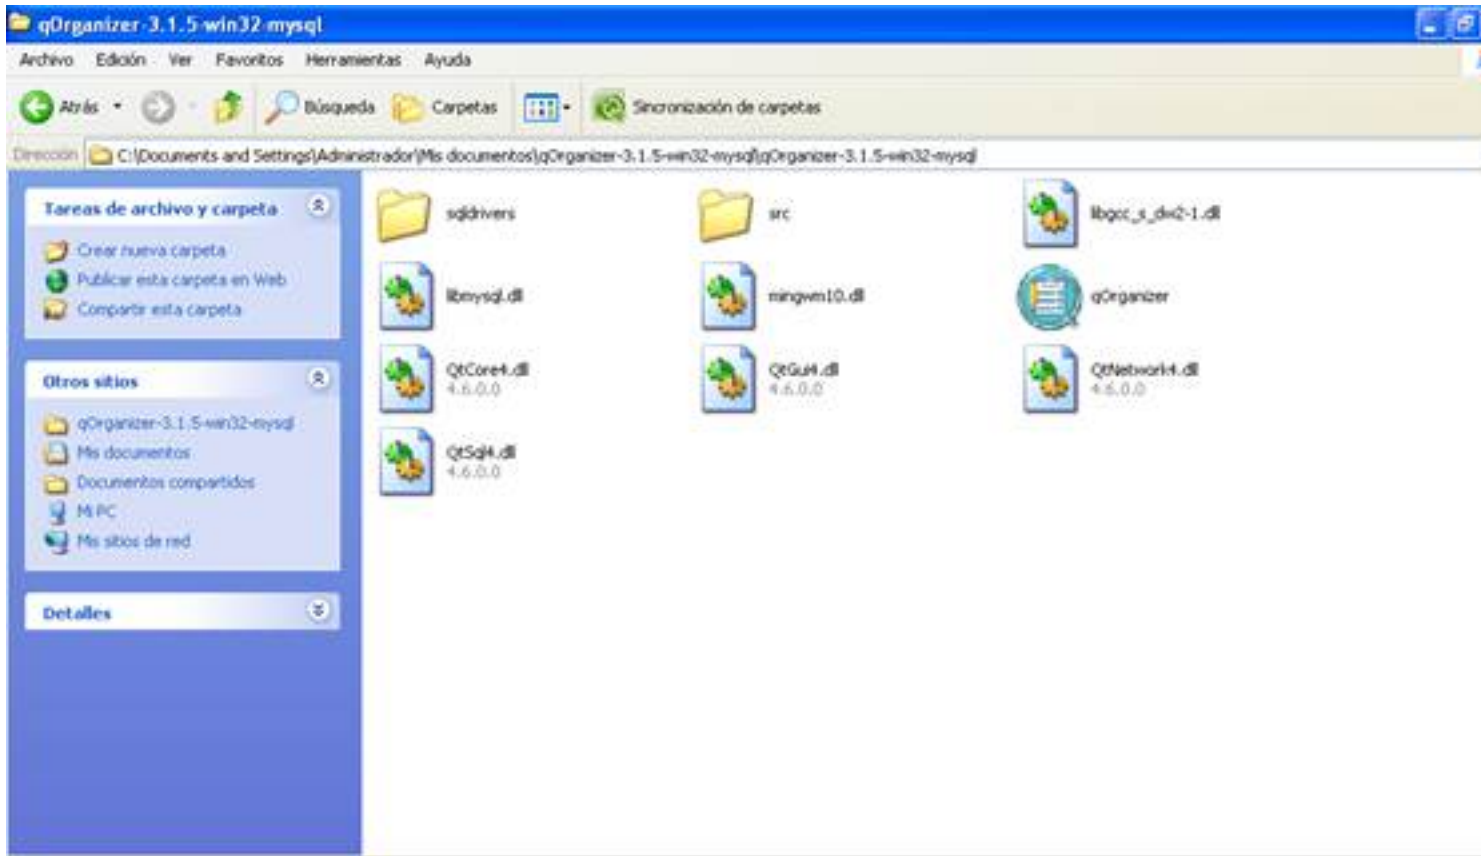 qOrganizer-3.1.5-win32-mysql
Archivo Edición Ver Favoritos Herramientas Ayuda
Atrás Búsqueda Carpetas Sincronización de carpetas
Dirección C:\Documents and Settings\Administrador\Mis documentos\qOrganizer-3.1.5-win32-mysql\qOrganizer-3.1.5-win32-mysql
Tareas de archivo y carpeta
Crear nueva carpeta
Publicar esta carpeta en Web
Compartir esta carpeta
Otros sitios
qOrganizer-3.1.5-win32-mysql
Mis documentos
Documentos compartidos
Mi PC
Mis sitios de red
Detalles
sqldrivers
src
libgcc_s_dw2-1.dll
libmysql.dll
mingwm10.dll
qOrganizer
QtCore4.dll
4.6.0.0
QtGui4.dll
4.6.0.0
QtNetwork4.dll
4.6.0.0
QtSql4.dll
4.6.0.0